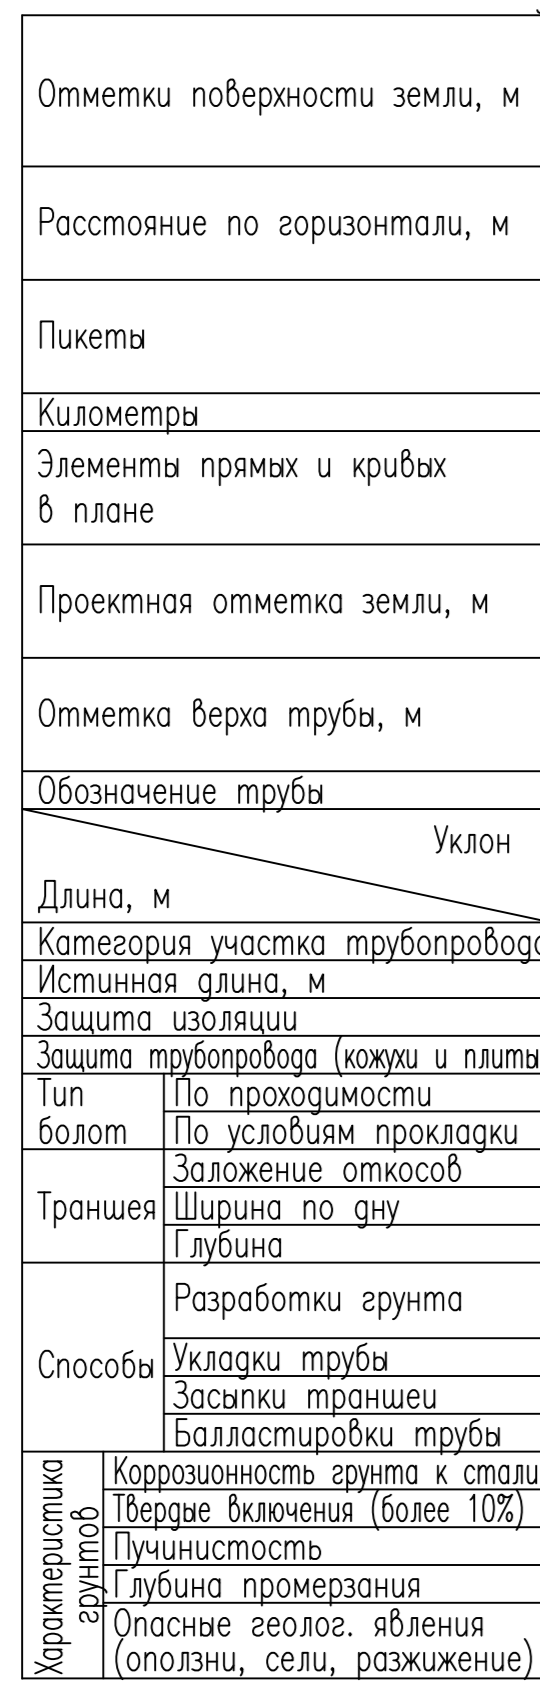 Отметки поверхности земли, м
Расстояние по горизонтали, м
Пикеты
Километры
Элементы прямых и кривых
в плане
Проектная отметка земли, м
Отметка верха трубы, м
Обозначение трубы
Уклон
Длина, м
Категория участка трубопровода
Истинная длина, м
Защита изоляции
Защита трубопровода (кожухи и плиты
Тип
болот
По проходимости
По условиям прокладки
Траншея
Заложение откосов
Ширина по дну
Глубина
Способы
Разработки грунта
Укладки трубы
Засыпки траншеи
Балластировки трубы
Характеристика
грунтов
Коррозионность грунта к стали
Твердые включения (более 10%)
Пучинистость
Глубина промерзания
Опасные геолог. явления
(оползни, сели, разжижение)